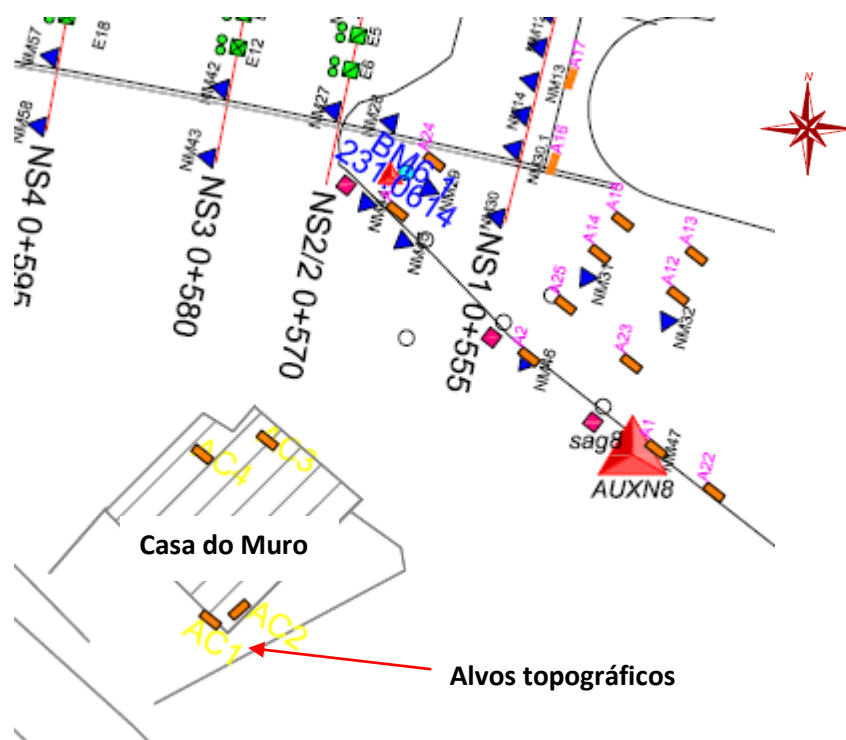 NM57
E18
NM42
E12
E5
E6
NM27
NM28
NM12
A17
NM13
NM14
A16
NM30.1
N
NM58
NM43
A24
BM6
231.0614
NM29
NM30
A15
A14
A13
NS4 0+595
NS3 0+580
NS2/2 0+570
NS1 0+555
NM31
A12
A25
NM32
A23
A2
NM46
sag8
A1
NM47
A22
AUXN8
AC4
AC3
Casa do Muro
AC1
AC2
Alvos topográficos